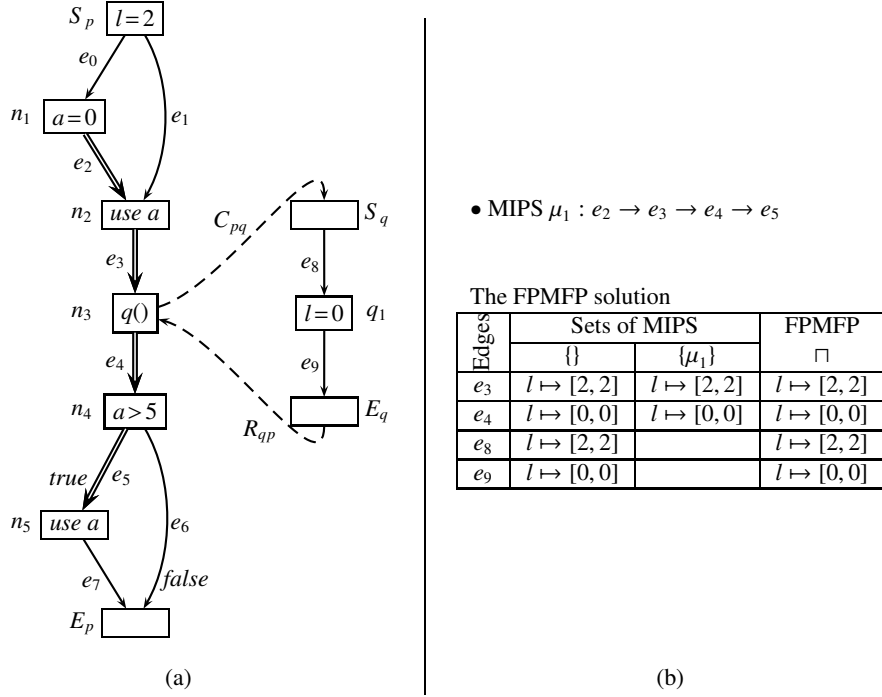 S_p l=2
e_0
n_1 a=0
e_1
e_2
n_2 use a
C_pq
S_q
e_3
e_8
n_3 q()
l=0 q_1
e_4
e_9
n_4 a>5
R_qp
E_q
true e_5
e_6
n_5 use a
e_7 false
E_p
(a)
• MIPS μ_1 : e_2 → e_3 → e_4 → e_5
The FPMFP solution
Edges Sets of MIPS FPMFP
{} {μ_1} ⊓
e_3 l ↦ [2, 2] l ↦ [2, 2] l ↦ [2, 2]
e_4 l ↦ [0, 0] l ↦ [0, 0] l ↦ [0, 0]
e_8 l ↦ [2, 2] l ↦ [2, 2]
e_9 l ↦ [0, 0] l ↦ [0, 0]
(b)